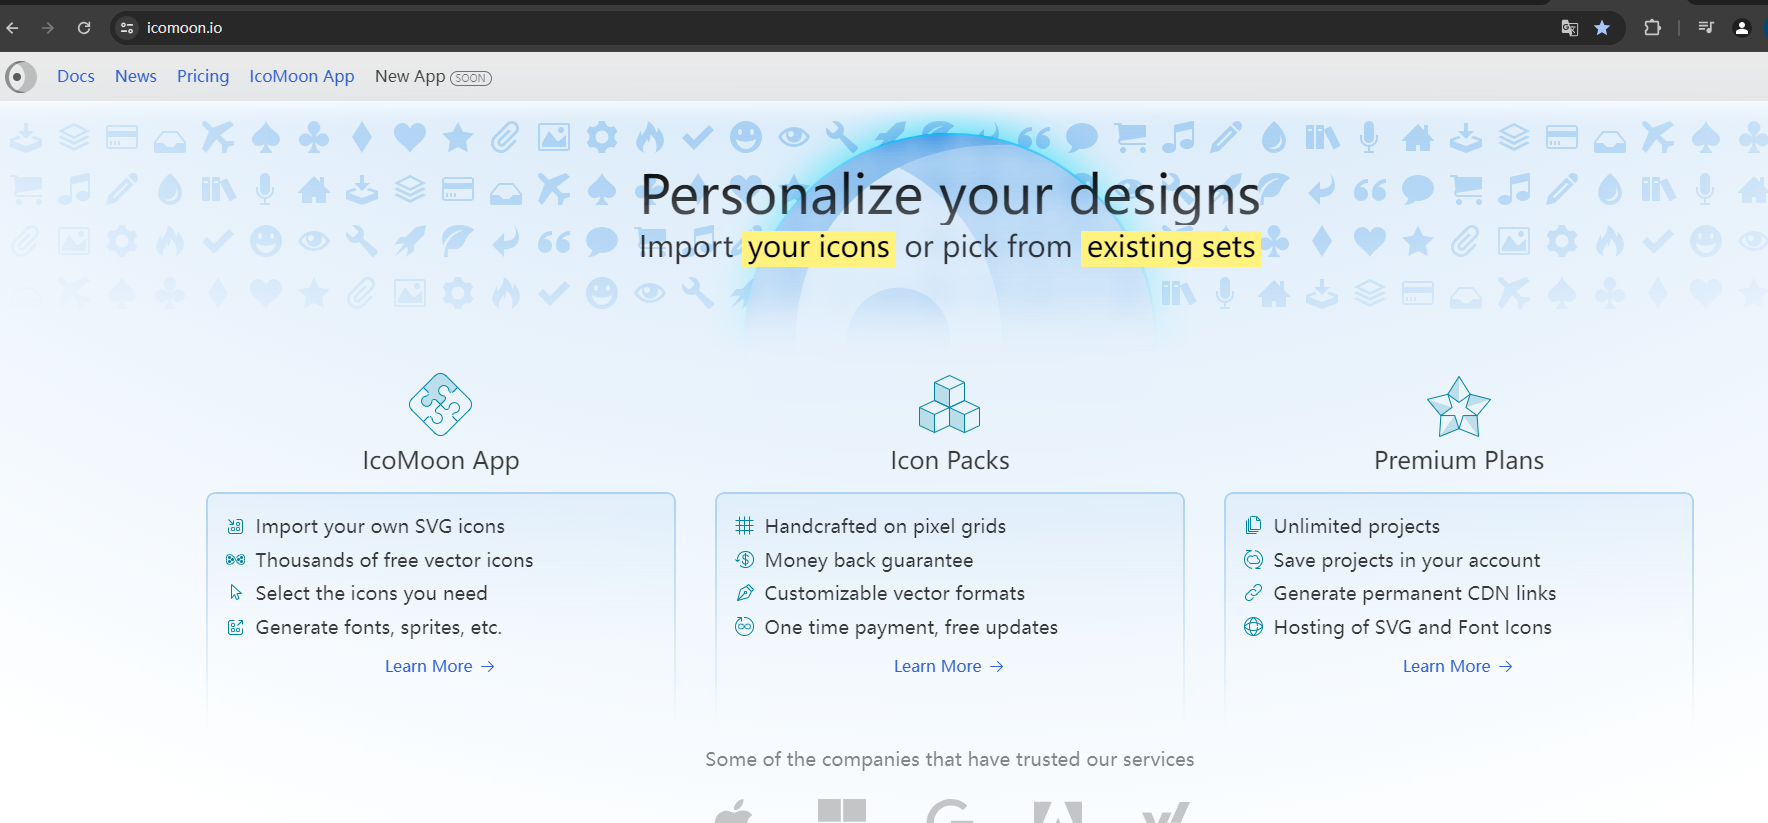 icomoon.io
Docs News Pricing IcoMoon App New App SOON
Personalize your designs
Import your icons or pick from existing sets
IcoMoon App
Import your own SVG icons
Thousands of free vector icons
Select the icons you need
Generate fonts, sprites, etc.
Learn More →
Icon Packs
Handcrafted on pixel grids
Money back guarantee
Customizable vector formats
One time payment, free updates
Learn More →
Premium Plans
Unlimited projects
Save projects in your account
Generate permanent CDN links
Hosting of SVG and Font Icons
Learn More →
Some of the companies that have trusted our services